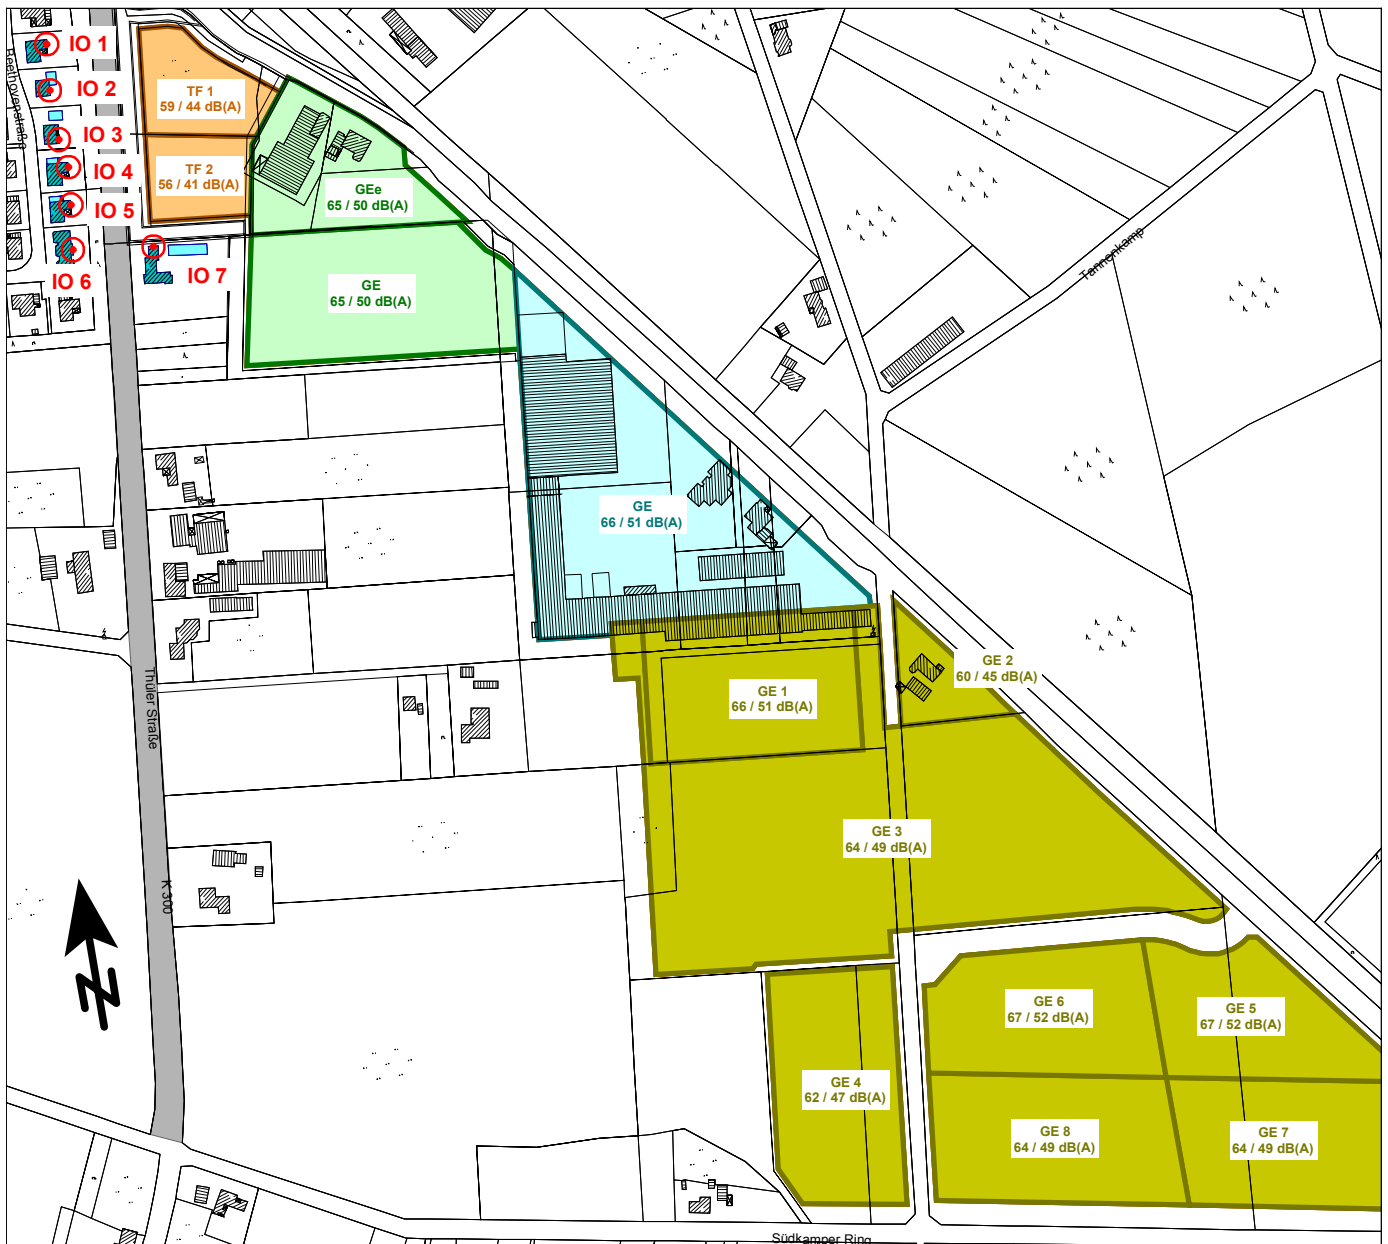 IO 1
IO 2
IO 3
IO 4
IO 5
IO 6
IO 7
Beethovenstraße
TF 1
59 / 44 dB(A)
TF 2
56 / 41 dB(A)
GEe
65 / 50 dB(A)
GE
65 / 50 dB(A)
Tannenkamp
GE
66 / 51 dB(A)
GE 2
60 / 45 dB(A)
GE 1
66 / 51 dB(A)
Thüler Straße
GE 3
64 / 49 dB(A)
K 300
N
GE 6
67 / 52 dB(A)
GE 5
67 / 52 dB(A)
GE 4
62 / 47 dB(A)
GE 8
64 / 49 dB(A)
GE 7
64 / 49 dB(A)
Südkamper Ring